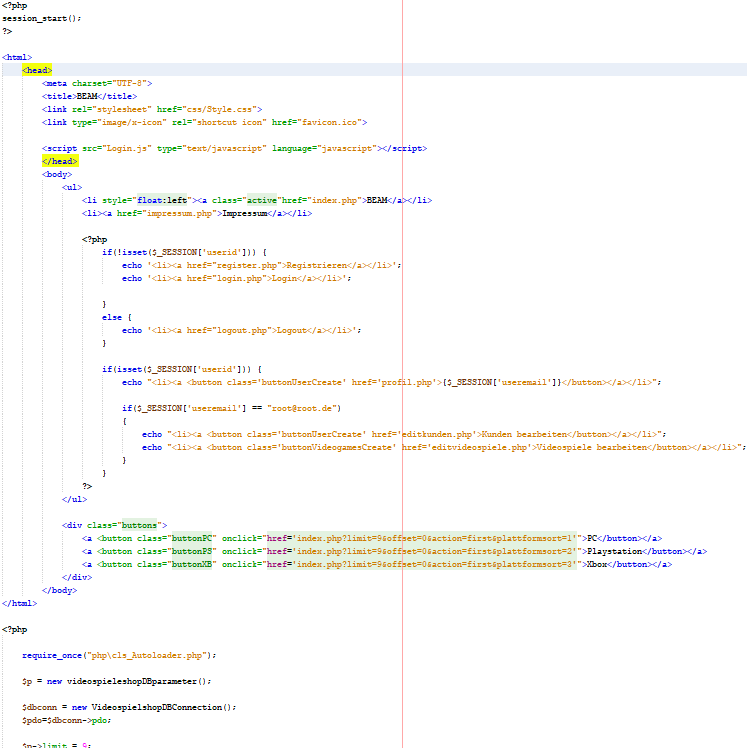 <?php
session_start();
?>
<html>
<head>
<meta charset="UTF-8">
<title>BEAM</title>
<link rel="stylesheet" href="css/Style.css">
<link type="image/x-icon" rel="shortcut icon" href="favicon.ico">
<script src="Login.js" type="text/javascript" language="javascript"></script>
</head>
<body>
<ul>
<li style="float:left"><a class="active"href="index.php">BEAM</a></li>
<li><a href="impressum.php">Impressum</a></li>
<?php
if(!isset($_SESSION['userid'])) {
echo '<li><a href="register.php">Registrieren</a></li>';
echo '<li><a href="login.php">Login</a></li>';
}
else {
echo '<li><a href="logout.php">Logout</a></li>';
}
if(isset($_SESSION['userid'])) {
echo "<li><a <button class='buttonUserCreate' href='profil.php'>{$_SESSION['useremail']}</button></a></li>";
if($_SESSION['useremail'] == "root@root.de")
{
echo "<li><a <button class='buttonUserCreate' href='editkunden.php'>Kunden bearbeiten</button></a></li>";
echo "<li><a <button class='buttonVideogamesCreate' href='editvideospiele.php'>Videospiele bearbeiten</button></a></li>";
}
}
?>
</ul>
<div class="buttons">
<a <button class="buttonPC" onclick="href='index.php?limit=9&offset=0&action=first&plattformsort=1'">PC</button></a>
<a <button class="buttonPS" onclick="href='index.php?limit=9&offset=0&action=first&plattformsort=2'">Playstation</button></a>
<a <button class="buttonXB" onclick="href='index.php?limit=9&offset=0&action=first&plattformsort=3'">Xbox</button></a>
</div>
</body>
</html>
<?php
require_once("php\cls_Autoloader.php");
$p = new videospieleshopDBparameter();
$dbconn = new VideospielshopDBConnection();
$pdo=$dbconn->pdo;
$p->limit = 9;